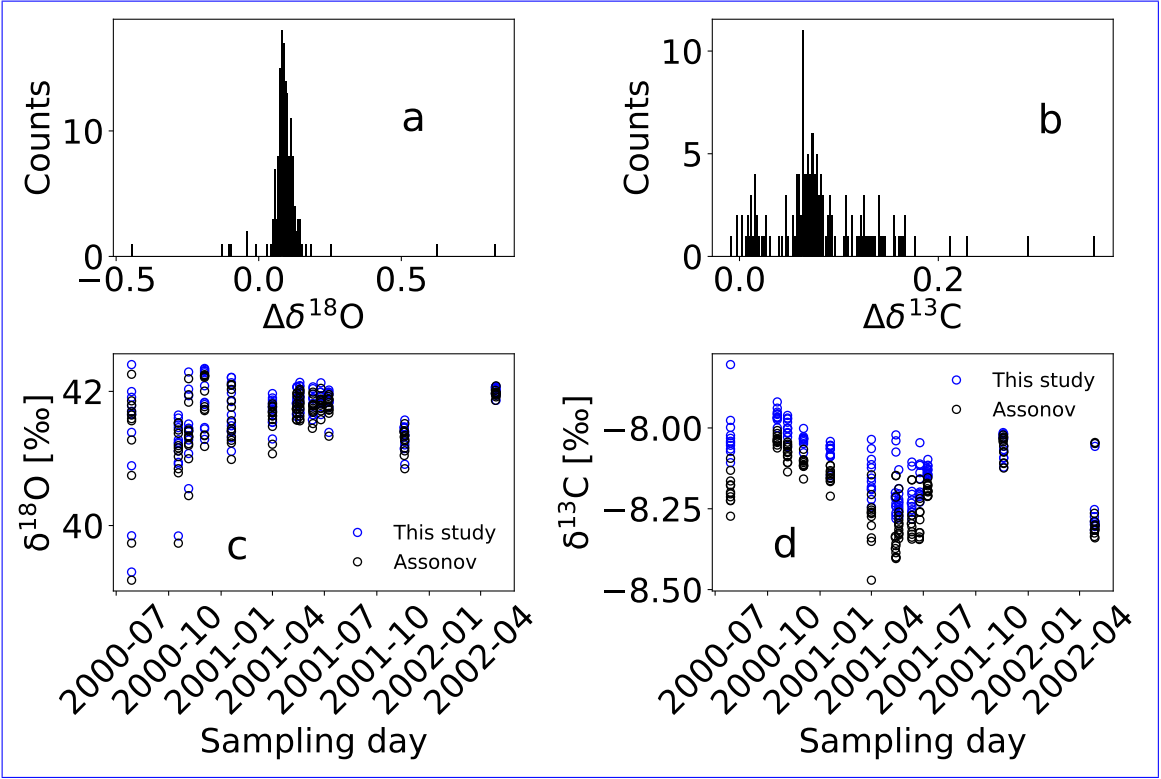 a
Counts
10
0
−0.5
0.0
0.5
Δδ¹⁸O
b
Counts
10
5
0
0.0
0.2
Δδ¹³C
c
δ¹⁸O [‰]
42
40
This study
Assonov
2000-07
2000-10
2001-01
2001-04
2001-07
2001-10
2002-01
2002-04
Sampling day
d
δ¹³C [‰]
−8.00
−8.25
−8.50
This study
Assonov
2000-07
2000-10
2001-01
2001-04
2001-07
2001-10
2002-01
2002-04
Sampling day